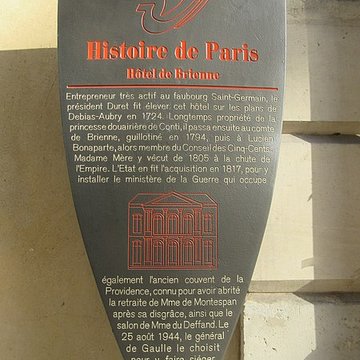 Histoire de Paris
Hôtel de Brienne
Entrepreneur très actif au faubourg Saint-Germain, le
président Duret fit élever cet hôtel sur les plans de
Debias-Aubry en 1724. Longtemps propriété de la
princesse douairière de Conti, il passa ensuite au comte
de Brienne, guillotiné en 1794, puis à Lucien
Bonaparte, alors membre du Conseil des Cinq-Cents.
Madame Mère y vécut de 1805 à la chute de
l'Empire. L'Etat en fit l'acquisition en 1817, pour y
installer le ministère de la Guerre qui occupe
également l'ancien couvent de la
Providence, connu pour avoir abrité
la retraite de Mme de Montespan
après sa disgrâce, ainsi que le
salon de Mme du Deffand. Le
25 août 1944, le général
de Gaulle le choisit
pour y faire siéger